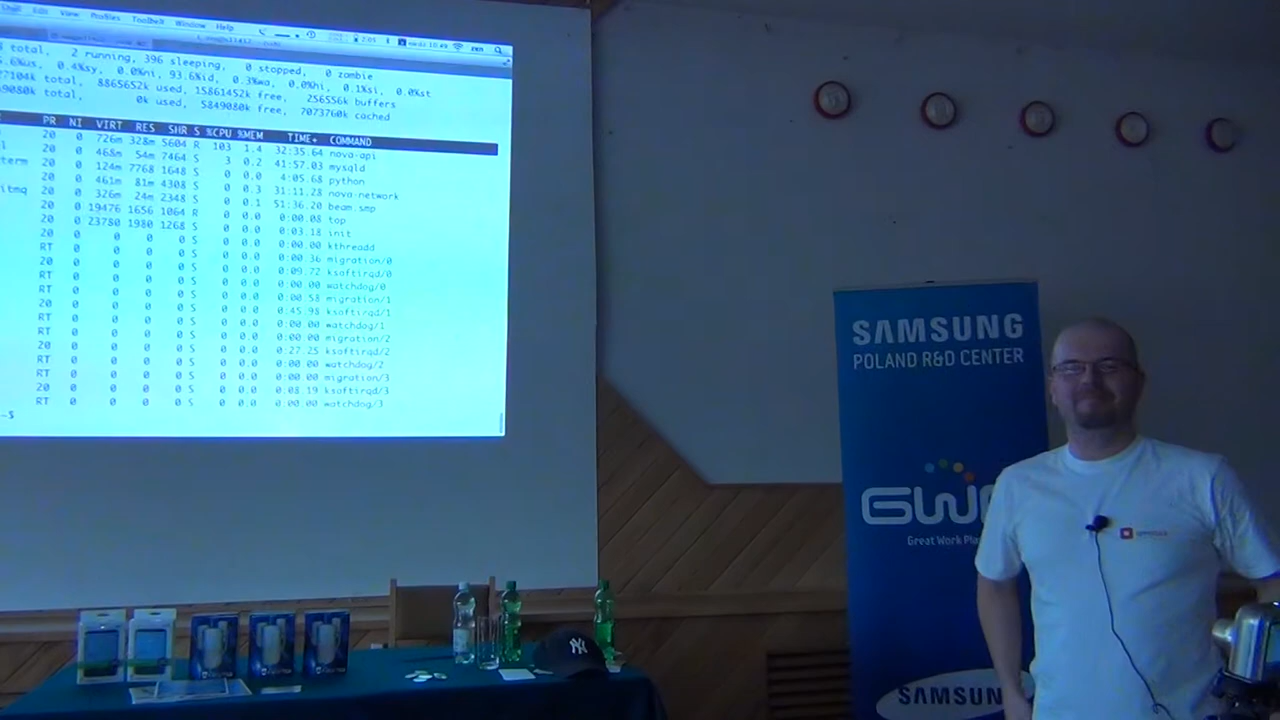 Shell Edit View Profiles Toolbelt Window Help
total, 2 running, 396 sleeping, 0 stopped, 0 zombie
5.6%us, 0.4%sy, 0.0%ni, 93.6%id, 0.3%wa, 0.0%hi, 0.1%si, 0.0%st
27104k total, 8865652k used, 15861452k free, 256556k buffers
49080k total, 0k used, 5849080k free, 7073760k cached
PR NI VIRT RES SHR S %CPU %MEM TIME+ COMMAND
20 0 726m 328m 5604 R 103 1.4 32:35.64 nova-api
20 0 468m 54m 7464 S 3 0.2 41:57.03 mysqld
20 0 124m 7768 1648 S 0 0.0 4:05.68 python
20 0 461m 81m 4308 S 0 0.3 31:11.28 nova-network
20 0 326m 24m 2348 S 0 0.1 51:36.20 beam.smp
20 0 19476 1656 1064 R 0 0.0 0:00.08 top
20 0 23780 1980 1268 S 0 0.0 0:03.18 init
20 0 0 0 0 S 0 0.0 0:00.00 kthreadd
RT 0 0 0 0 S 0 0.0 0:00.36 migration/0
20 0 0 0 0 S 0 0.0 0:09.72 ksoftirqd/0
RT 0 0 0 0 S 0 0.0 0:00.00 watchdog/0
RT 0 0 0 0 S 0 0.0 0:00.58 migration/1
20 0 0 0 0 S 0 0.0 0:45.98 ksoftirqd/1
RT 0 0 0 0 S 0 0.0 0:00.00 watchdog/1
RT 0 0 0 0 S 0 0.0 0:00.00 migration/2
20 0 0 0 0 S 0 0.0 0:27.25 ksoftirqd/2
RT 0 0 0 0 S 0 0.0 0:00.00 watchdog/2
RT 0 0 0 0 S 0 0.0 0:00.00 migration/3
20 0 0 0 0 S 0 0.0 0:08.19 ksoftirqd/3
RT 0 0 0 0 S 0 0.0 0:00.00 watchdog/3
~$
SAMSUNG
POLAND R&D CENTER
GWP
Great Work Pla
SAMSUN
NY